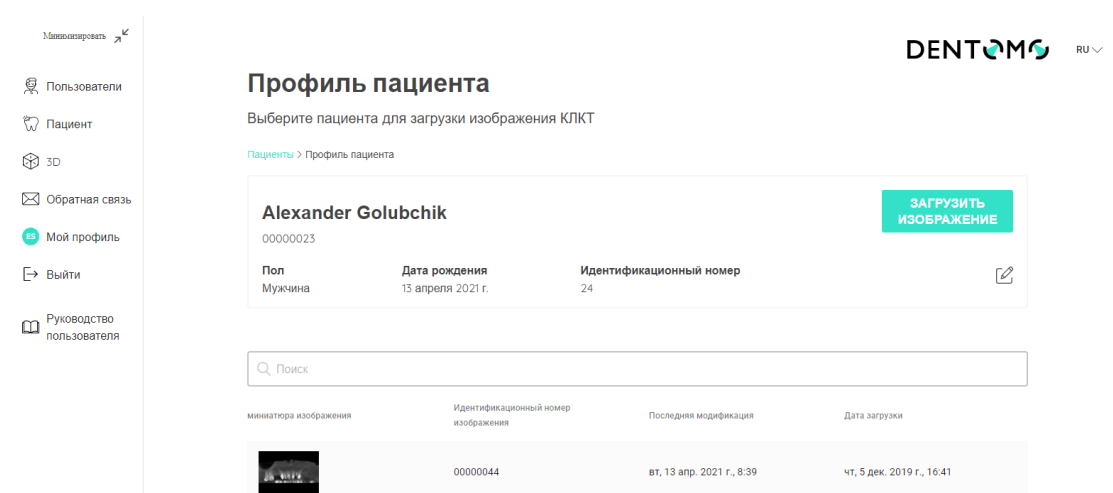 Минимизировать
DENTOMO
RU
Пользователи
Пациент
3D
Обратная связь
ES
Мой профиль
Выйти
Руководство
пользователя
Профиль пациента
Выберите пациента для загрузки изображения КЛКТ
Пациенты > Профиль пациента
Alexander Golubchik
00000023
ЗАГРУЗИТЬ
ИЗОБРАЖЕНИЕ
Пол Дата рождения Идентификационный номер
Мужчина 13 апреля 2021 г. 24
Поиск
миниатюра изображения Идентификационный номер изображения Последняя модификация Дата загрузки
00000044 вт, 13 апр. 2021 г., 8:39 чт, 5 дек. 2019 г., 16:41